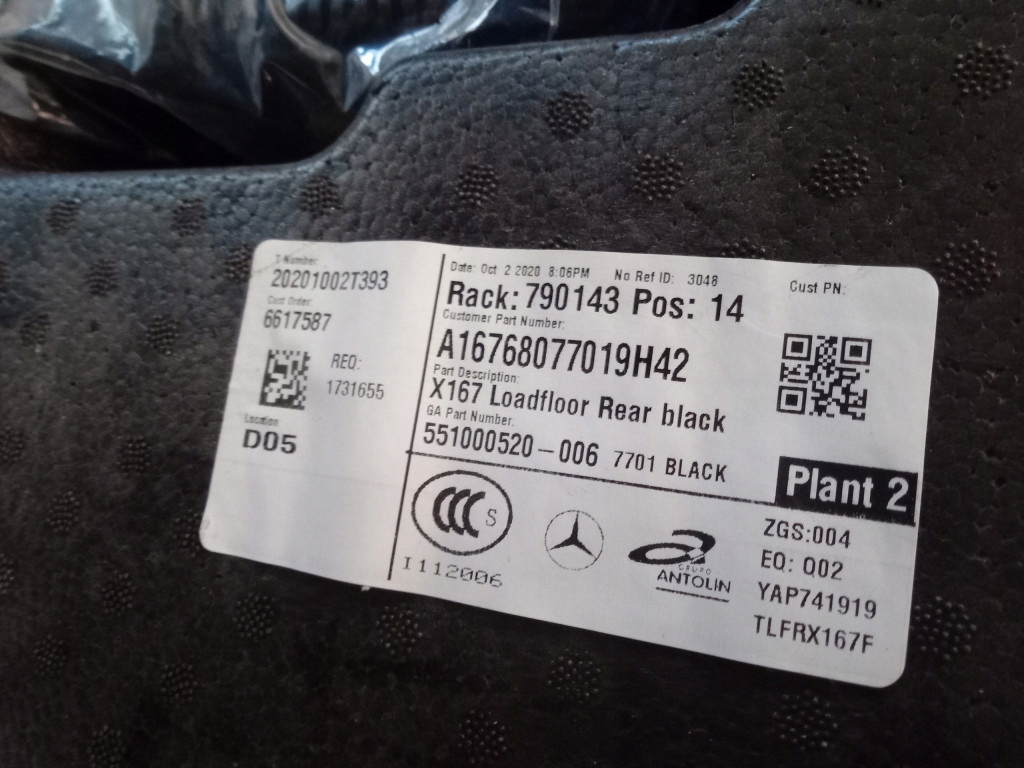 T-Number:
20201002T393
Cust Order:
6617587
REQ:
1731655
Location
D05
Date: Oct 2 2020 8:06PM No Ref ID: 3048
Cust PN:
Rack: 790143 Pos: 14
Customer Part Number:
A16768077019H42
Part Description:
X167 Loadfloor Rear black
GA Part Number:
551000520-006 7701 BLACK
Plant 2
CCC S
I112006
GRUPO
ANTOLIN
ZGS:004
EQ: Q02
YAP741919
TLFRX167F